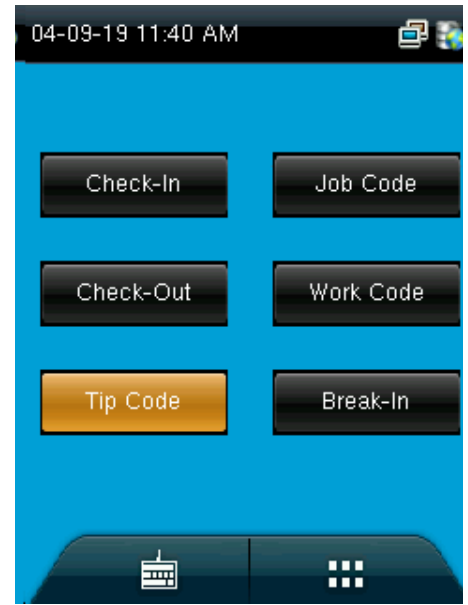 04-09-19 11:40 AM
Check-In
Job Code
Check-Out
Work Code
Tip Code
Break-In